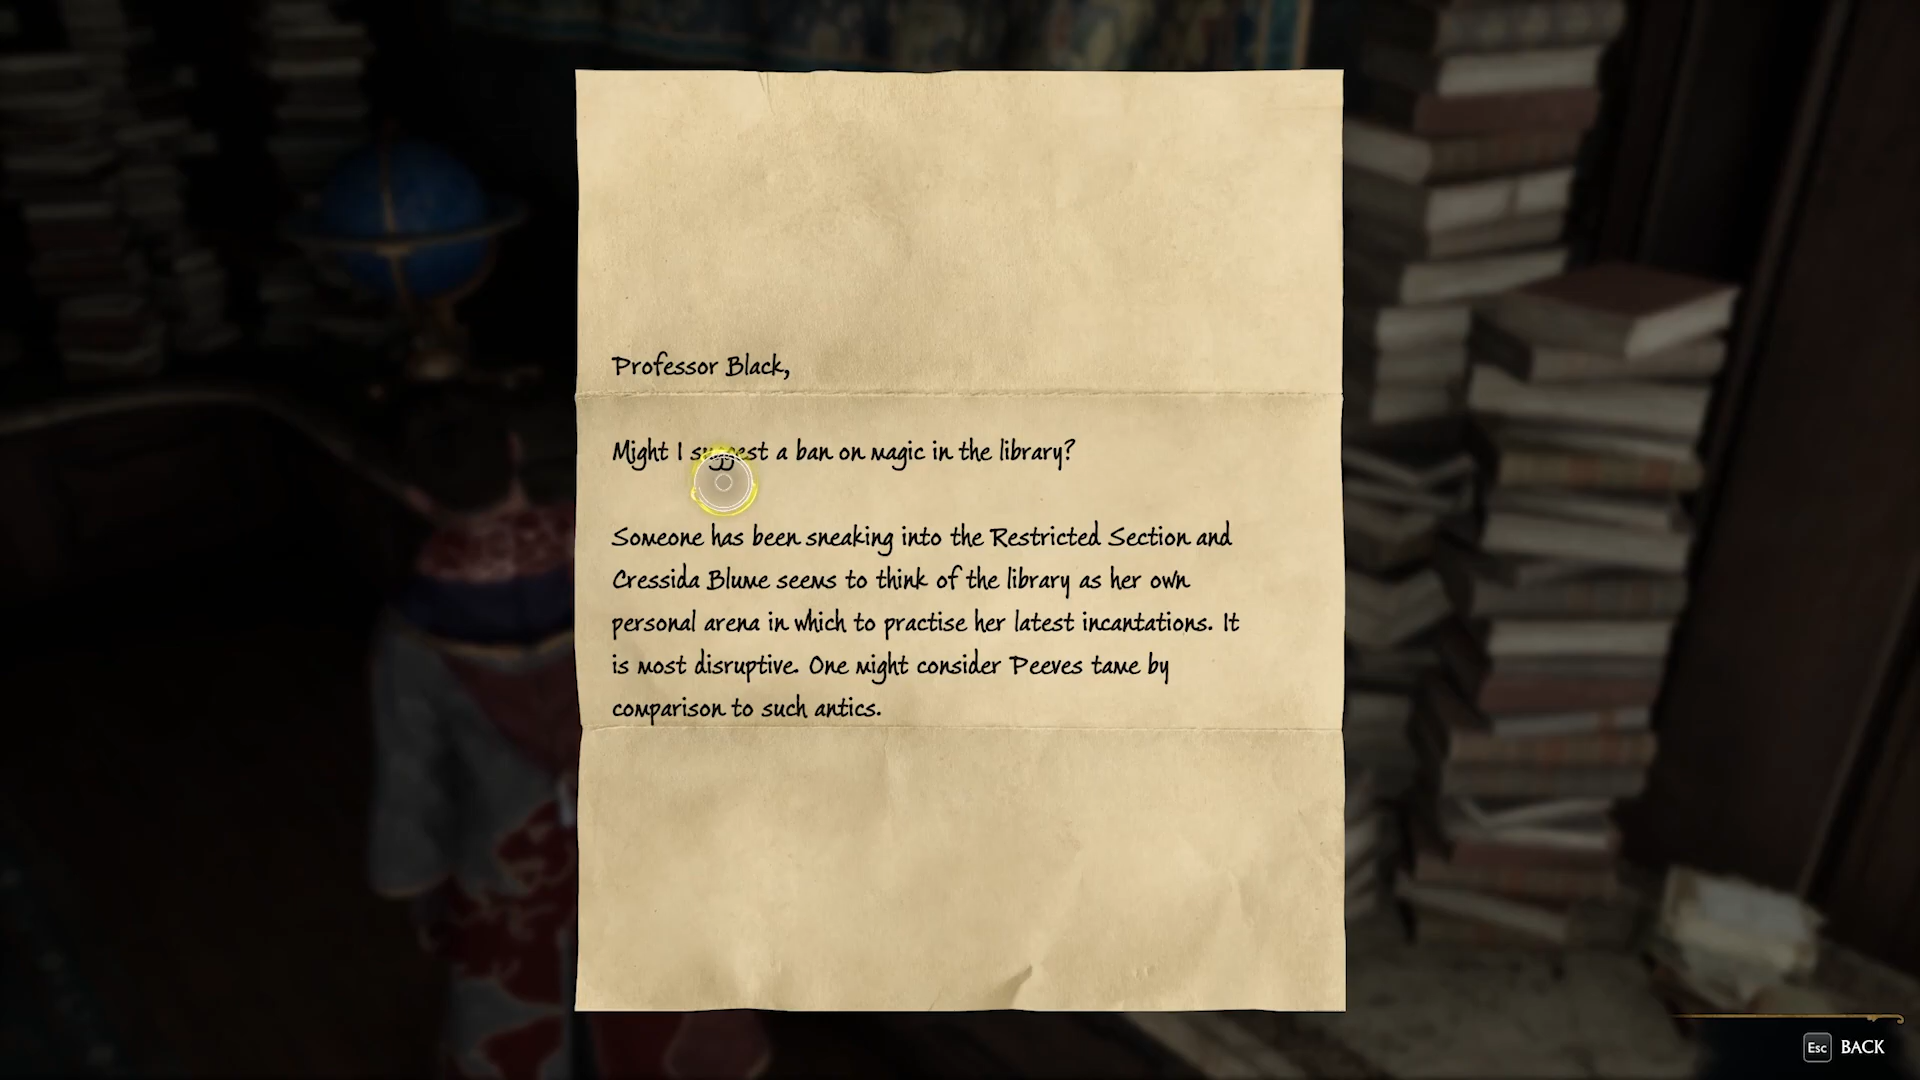 Professor Black,
Might I suggest a ban on magic in the library?
Someone has been sneaking into the Restricted Section and
Cressida Blume seems to think of the library as her own
personal arena in which to practise her latest incantations. It
is most disruptive. One might consider Peeves tame by
comparison to such antics.
Esc BACK